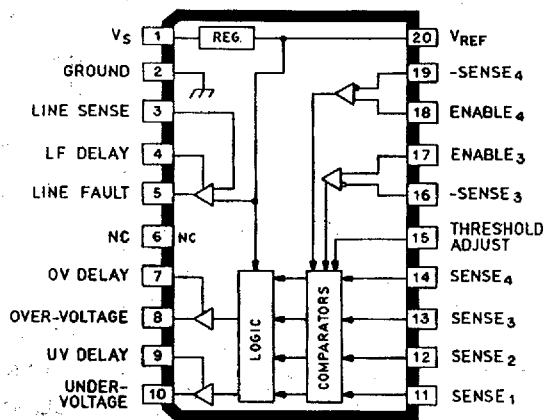 VS 1 REG. 20 VREF
GROUND 2 19 -SENSE4
LINE SENSE 3 18 ENABLE4
LF DELAY 4 17 ENABLE3
LINE FAULT 5 16 -SENSE3
NC 6 NC 15 THRESHOLD ADJUST
OV DELAY 7 14 SENSE4
OVER-VOLTAGE 8 13 SENSE3
UV DELAY 9 12 SENSE2
UNDER-
VOLTAGE 10 11 SENSE1
LOGIC
COMPARATORS